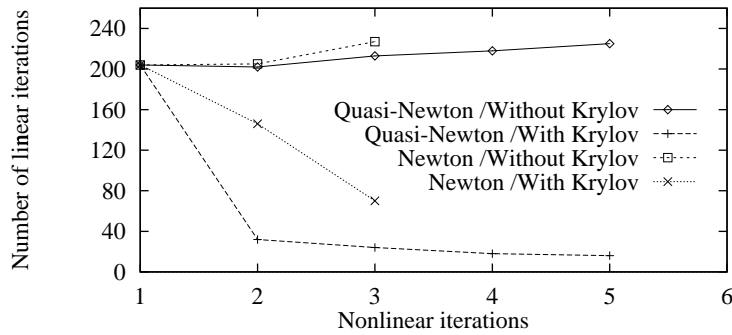 Number of linear iterations
240
200
160
120
80
40
0
Quasi-Newton /Without Krylov
Quasi-Newton /With Krylov
Newton /Without Krylov
Newton /With Krylov
1 2 3 4 5 6
Nonlinear iterations